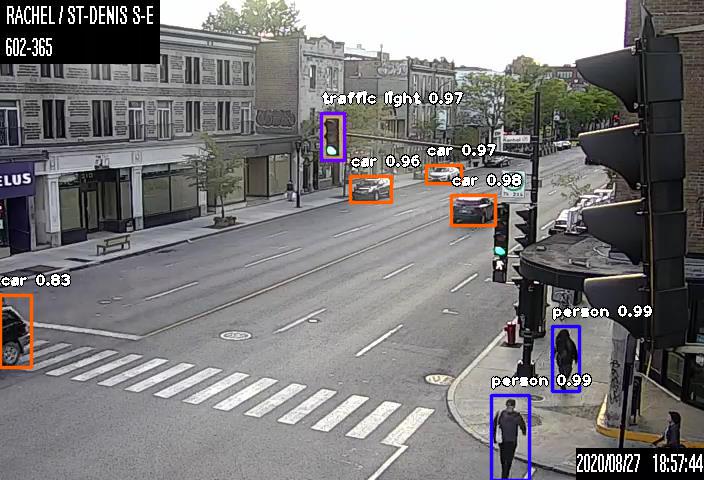 RACHEL / ST-DENIS S-E
602-365
traffic light 0.97
car 0.97
car 0.96
car 0.98
ELUS
car 0.83
person 0.99
person 0.99
2020/08/27 18:57:44